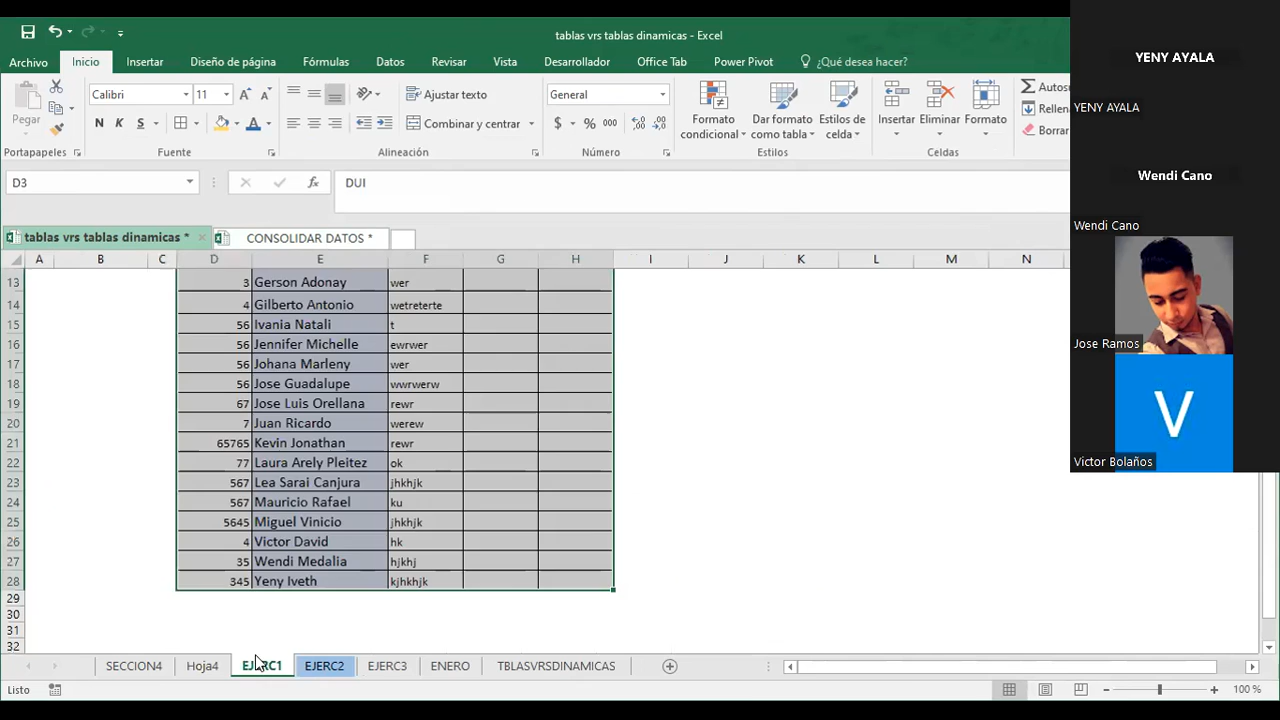 tablas vrs tablas dinamicas - Excel
Archivo Inicio Insertar Diseño de página Fórmulas Datos Revisar Vista Desarrollador Office Tab Power Pivot ¿Qué desea hacer?
Pegar
Calibri 11
N K S
Ajustar texto
Combinar y centrar
General
$ % 000
Formato condicional
Dar formato como tabla
Estilos de celda
Insertar
Eliminar
Formato
Autos
Rellen
Borrar
Portapapeles Fuente Alineación Número Estilos Celdas
D3 fx DUI
tablas vrs tablas dinamicas * CONSOLIDAR DATOS *
A B C D E F G H I J K L M N
13 3 Gerson Adonay wer
14 4 Gilberto Antonio wetreterte
15 56 Ivania Natali t
16 56 Jennifer Michelle ewrwer
17 56 Johana Marleny wer
18 56 Jose Guadalupe wwrwerw
19 67 Jose Luis Orellana rewr
20 7 Juan Ricardo werew
21 65765 Kevin Jonathan rewr
22 77 Laura Arely Pleitez ok
23 567 Lea Sarai Canjura jhkhjk
24 567 Mauricio Rafael ku
25 5645 Miguel Vinicio jhkhjk
26 4 Victor David hk
27 35 Wendi Medalia hjkhj
28 345 Yeny Iveth kjhkhjk
29
30
31
32
SECCION4 Hoja4 EJERC1 EJERC2 EJERC3 ENERO TBLASVRSDINAMICAS
Listo 100 %
YENY AYALA
YENY AYALA
Wendi Cano
Wendi Cano
Jose Ramos
V
Victor Bolaños